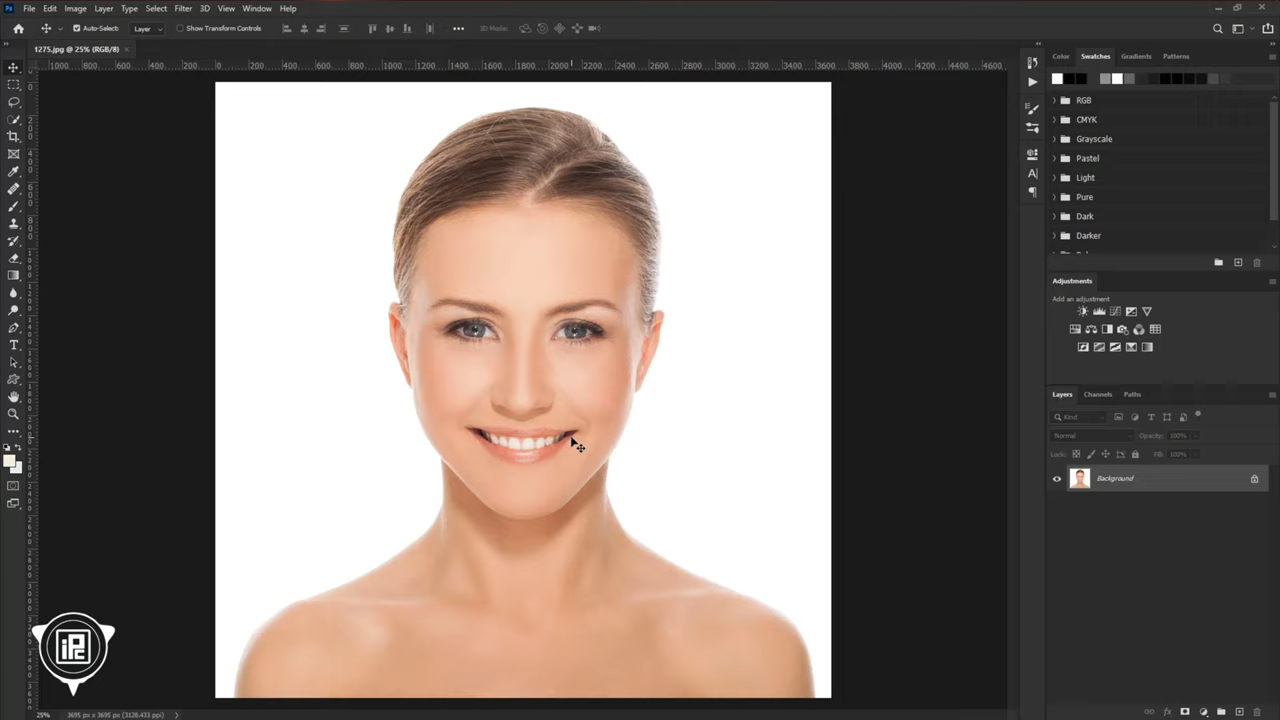 Ps File Edit Image Layer Type Select Filter 3D View Window Help
Auto-Select: Layer Show Transform Controls 3D Mode:
1275.jpg @ 25% (RGB/8)
1000 800 600 400 200 0 200 400 600 800 1000 1200 1400 1600 1800 2000 2200 2400 2600 2800 3000 3200 3400 3600 3800 4000 4200 4400 4600
Color Swatches Gradients Patterns
RGB
CMYK
Grayscale
Pastel
Light
Pure
Dark
Darker
Adjustments
Add an adjustment
Layers Channels Paths
Kind
Normal Opacity: 100%
Lock: Fill: 100%
Background
25% 3695 px x 3695 px (3128.433 ppi)